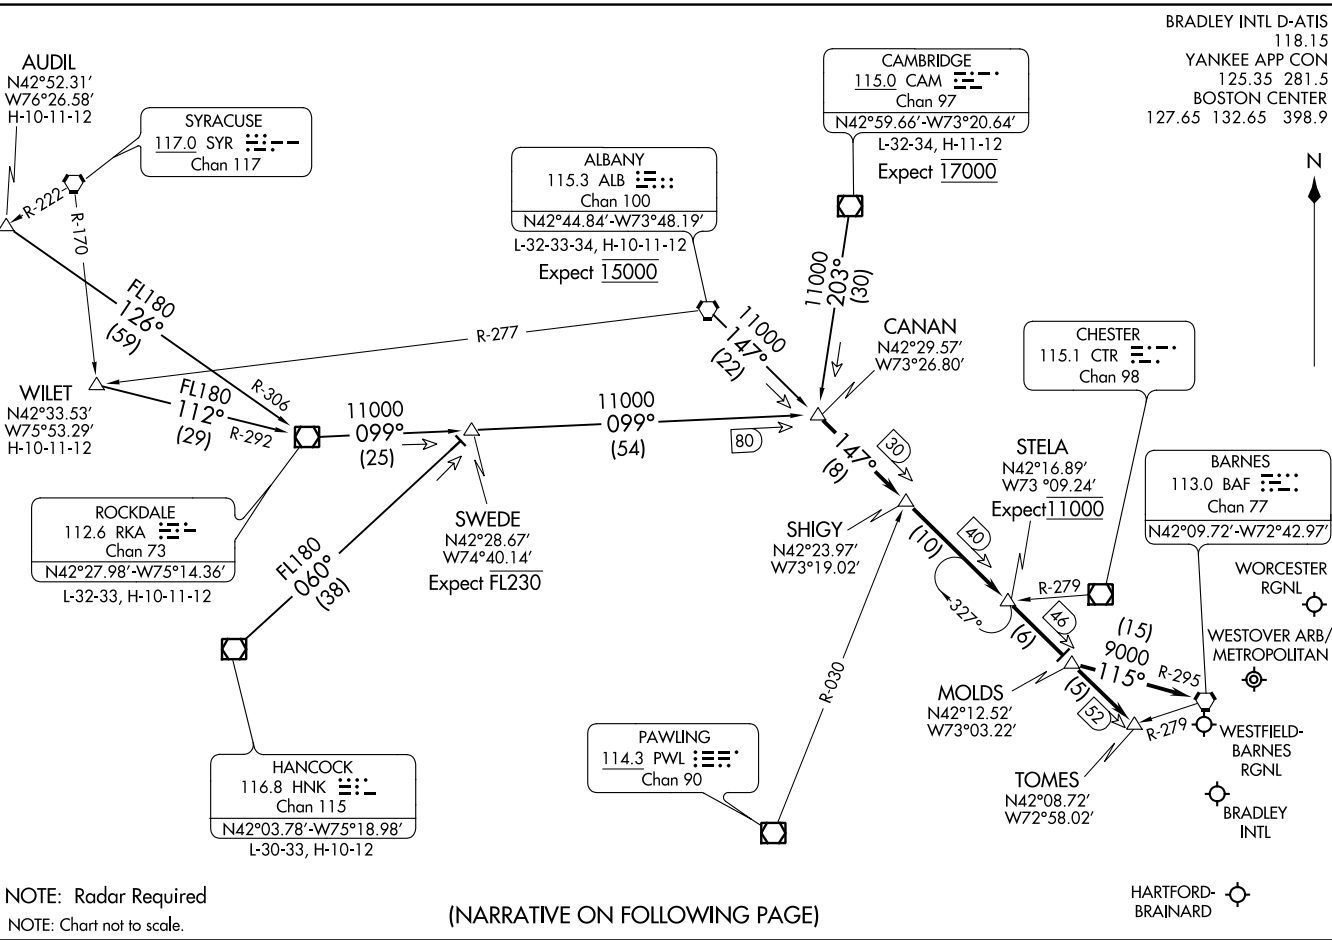 BRADLEY INTL D-ATIS
118.15
YANKEE APP CON
125.35 281.5
BOSTON CENTER
127.65 132.65 398.9
N
AUDIL
N42°52.31'
W76°26.58'
H-10-11-12
SYRACUSE
117.0 SYR
Chan 117
R-222
R-170
ALBANY
115.3 ALB
Chan 100
N42°44.84'-W73°48.19'
L-32-33-34, H-10-11-12
Expect 15000
CAMBRIDGE
115.0 CAM
Chan 97
N42°59.66'-W73°20.64'
L-32-34, H-11-12
Expect 17000
11000
203°
(30)
FL180
126°
(59)
R-306
R-277
11000
147°
(22)
CANAN
N42°29.57'
W73°26.80'
CHESTER
115.1 CTR
Chan 98
WILET
N42°33.53'
W75°53.29'
H-10-11-12
FL180
112°
(29)
R-292
11000
099°
(25)
11000
099°
(54)
80
147°
(8)
30
STELA
N42°16.89'
W73°09.24'
Expect 11000
BARNES
113.0 BAF
Chan 77
N42°09.72'-W72°42.97'
ROCKDALE
112.6 RKA
Chan 73
N42°27.98'-W75°14.36'
L-32-33, H-10-11-12
SWEDE
N42°28.67'
W74°40.14'
Expect FL230
SHIGY
N42°23.97'
W73°19.02'
(10)
40
R-279
327°
(6)
46
FL180
060°
(38)
WORCESTER
RGNL
WESTOVER ARB/
METROPOLITAN
(15)
9000
115°
R-295
MOLDS
N42°12.52'
W73°03.22'
(5)
52
R-279
R-030
WESTFIELD-
BARNES
RGNL
TOMES
N42°08.72'
W72°58.02'
BRADLEY
INTL
HANCOCK
116.8 HNK
Chan 115
N42°03.78'-W75°18.98'
L-30-33, H-10-12
PAWLING
114.3 PWL
Chan 90
NOTE: Radar Required
NOTE: Chart not to scale.
(NARRATIVE ON FOLLOWING PAGE)
HARTFORD-
BRAINARD